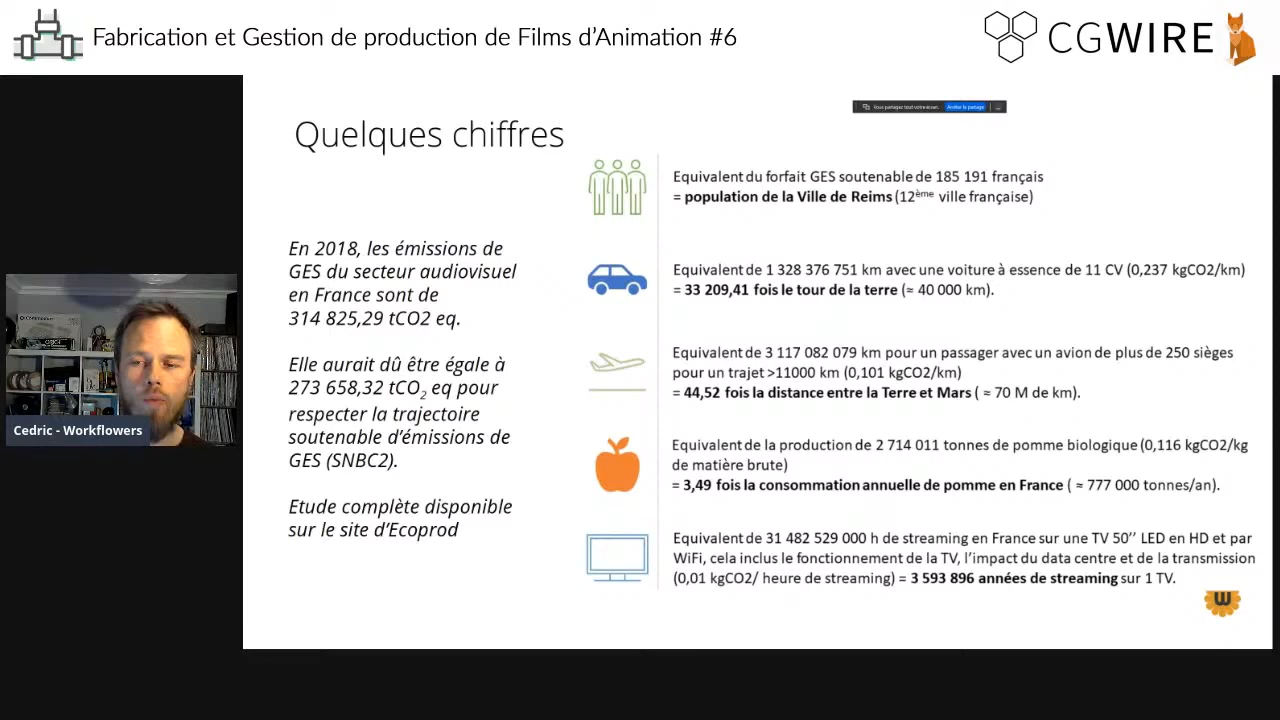 Fabrication et Gestion de production de Films d'Animation #6
CGWIRE
Vous partagez tout votre écran.
Arrêter le partage
Quelques chiffres
En 2018, les émissions de
GES du secteur audiovisuel
en France sont de
314 825,29 tCO2 eq.
Elle aurait dû être égale à
273 658,32 tCO2 eq pour
respecter la trajectoire
soutenable d'émissions de
GES (SNBC2).
Etude complète disponible
sur le site d'Ecoprod
Equivalent du forfait GES soutenable de 185 191 français
= population de la Ville de Reims (12ème ville française)
Equivalent de 1 328 376 751 km avec une voiture à essence de 11 CV (0,237 kgCO2/km)
= 33 209,41 fois le tour de la terre (≈ 40 000 km).
Equivalent de 3 117 082 079 km pour un passager avec un avion de plus de 250 sièges
pour un trajet >11000 km (0,101 kgCO2/km)
= 44,52 fois la distance entre la Terre et Mars ( ≈ 70 M de km).
Equivalent de la production de 2 714 011 tonnes de pomme biologique (0,116 kgCO2/kg
de matière brute)
= 3,49 fois la consommation annuelle de pomme en France ( ≈ 777 000 tonnes/an).
Equivalent de 31 482 529 000 h de streaming en France sur une TV 50'' LED en HD et par
WiFi, cela inclus le fonctionnement de la TV, l'impact du data centre et de la transmission
(0,01 kgCO2/ heure de streaming) = 3 593 896 années de streaming sur 1 TV.
W
Cedric - Workflowers